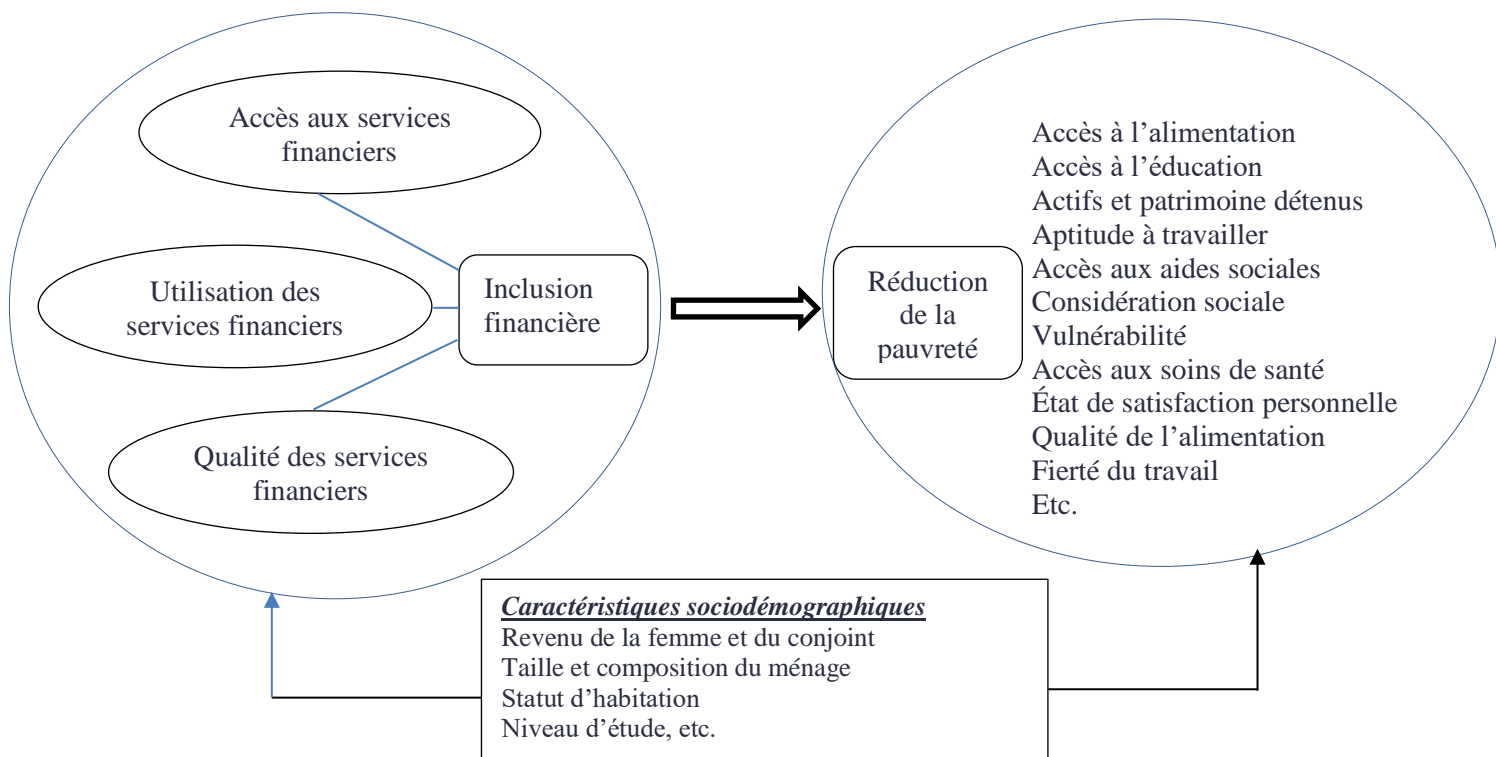 Accès aux services
financiers
Utilisation des
services financiers
Qualité des services
financiers
Inclusion
financière
Réduction
de la
pauvreté
Accès à l’alimentation
Accès à l’éducation
Actifs et patrimoine détenus
Aptitude à travailler
Accès aux aides sociales
Considération sociale
Vulnérabilité
Accès aux soins de santé
État de satisfaction personnelle
Qualité de l’alimentation
Fierté du travail
Etc.
Caractéristiques sociodémographiques
Revenu de la femme et du conjoint
Taille et composition du ménage
Statut d’habitation
Niveau d’étude, etc.